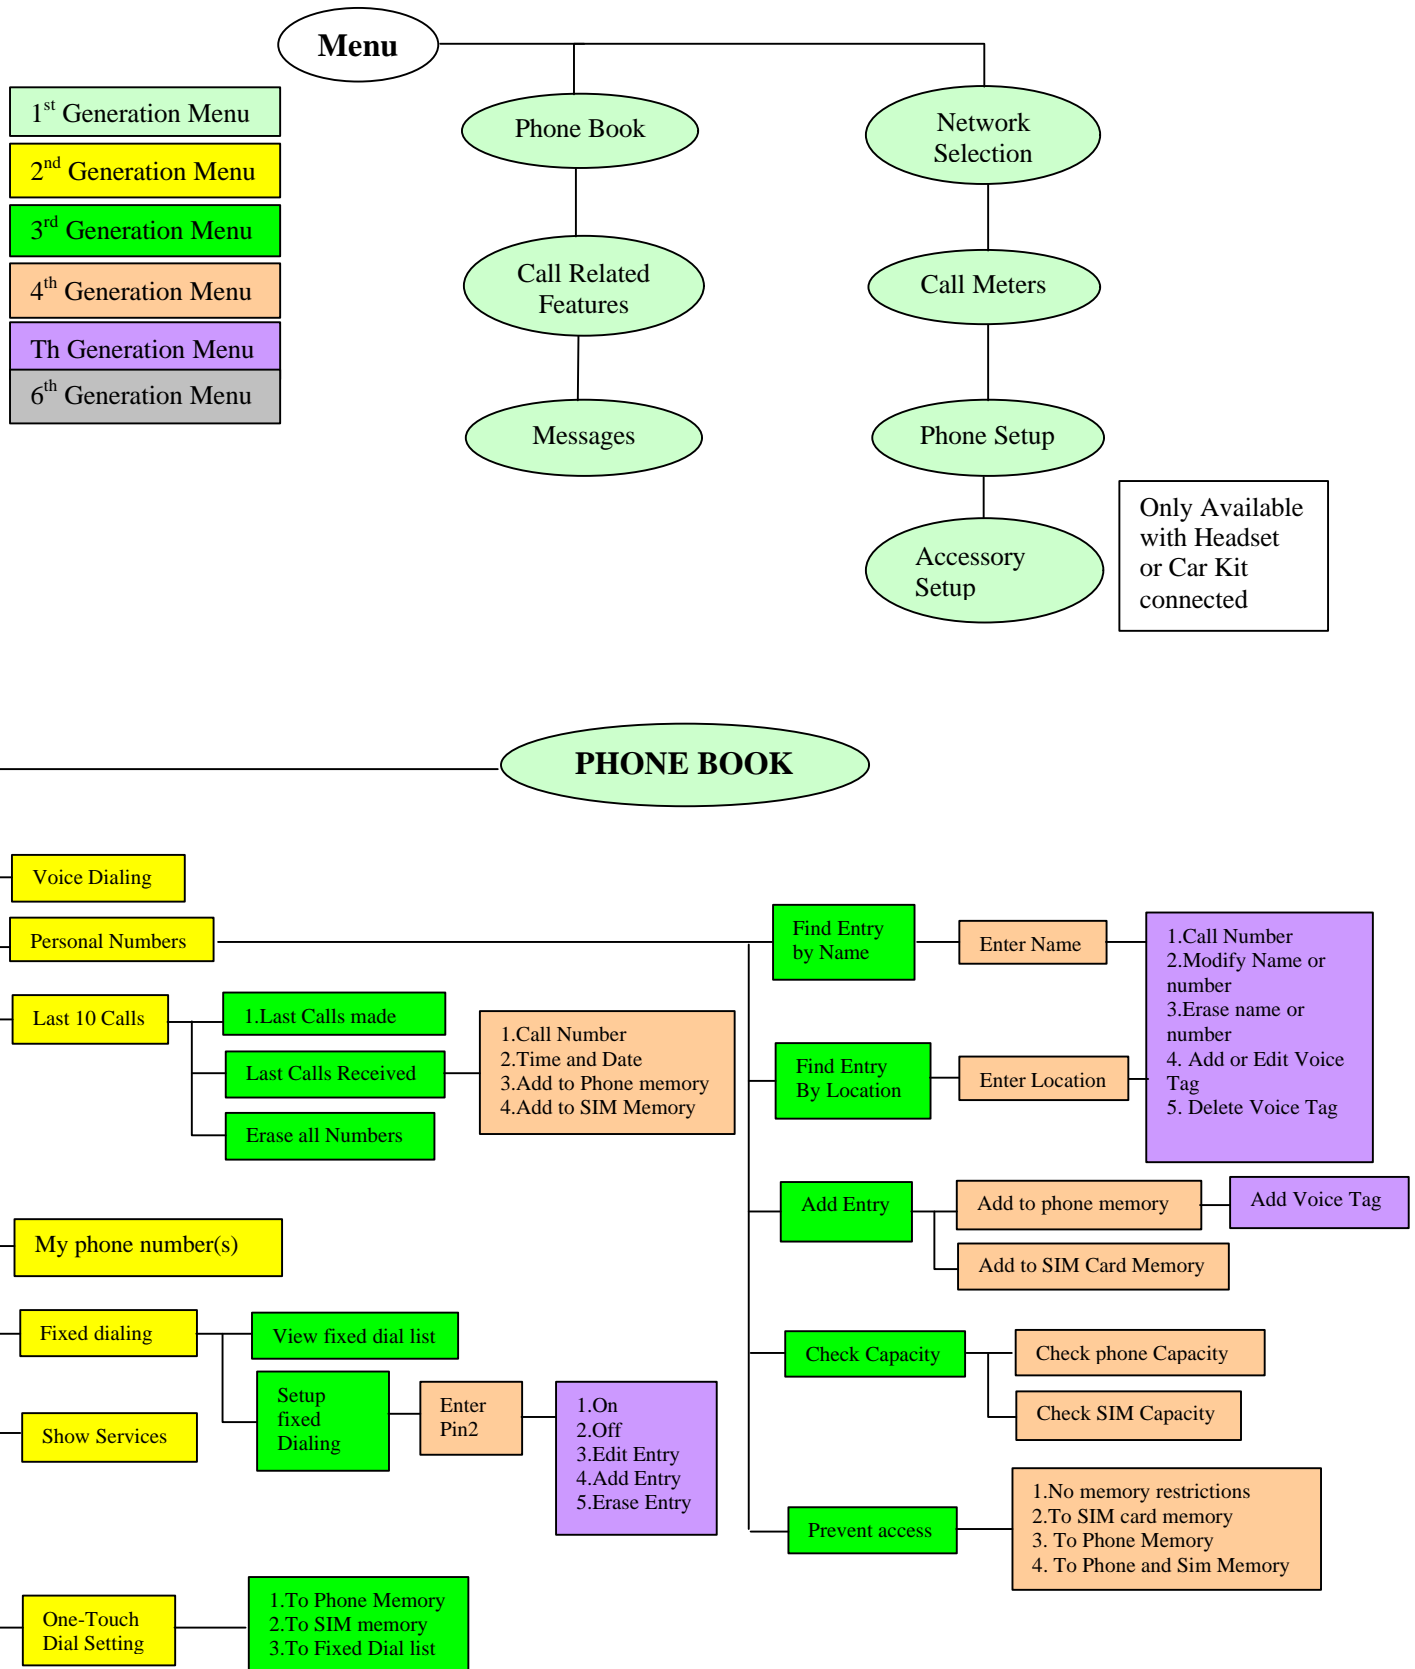 Menu
1st Generation Menu
2nd Generation Menu
3rd Generation Menu
4th Generation Menu
Th Generation Menu
6th Generation Menu
Phone Book
Call Related
Features
Messages
Network
Selection
Call Meters
Phone Setup
Accessory
Setup
Only Available
with Headset
or Car Kit
connected
PHONE BOOK
Voice Dialing
Personal Numbers
Last 10 Calls
1.Last Calls made
Last Calls Received
Erase all Numbers
1.Call Number
2.Time and Date
3.Add to Phone memory
4.Add to SIM Memory
My phone number(s)
Fixed dialing
View fixed dial list
Setup
fixed
Dialing
Enter
Pin2
1.On
2.Off
3.Edit Entry
4.Add Entry
5.Erase Entry
Show Services
One-Touch
Dial Setting
1.To Phone Memory
2.To SIM memory
3.To Fixed Dial list
Find Entry
by Name
Enter Name
1.Call Number
2.Modify Name or
number
3.Erase name or
number
4. Add or Edit Voice
Tag
5. Delete Voice Tag
Find Entry
By Location
Enter Location
Add Entry
Add to phone memory
Add Voice Tag
Add to SIM Card Memory
Check Capacity
Check phone Capacity
Check SIM Capacity
Prevent access
1.No memory restrictions
2.To SIM card memory
3. To Phone Memory
4. To Phone and Sim Memory